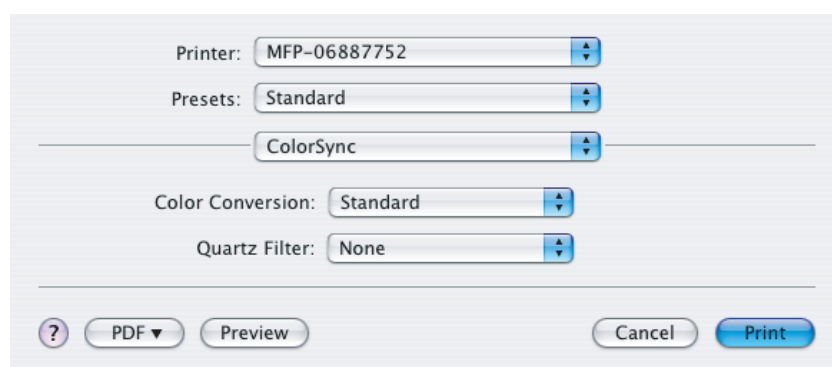 Printer: MFP-06887752
Presets: Standard
ColorSync
Color Conversion: Standard
Quartz Filter: None
? PDF ▼ Preview Cancel Print